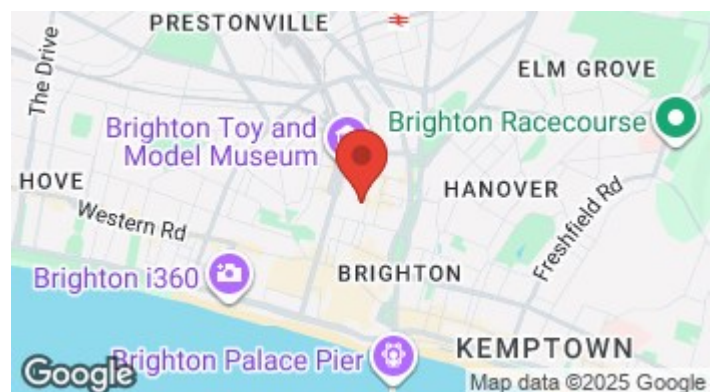 PRESTONVILLE
The Drive
ELM GROVE
Brighton Toy and
Model Museum
Brighton Racecourse
HOVE
HANOVER
Western Rd
Freshfield Rd
Brighton i360
BRIGHTON
KEMPTOWN
Brighton Palace Pier
Google
Map data ©2025 Google